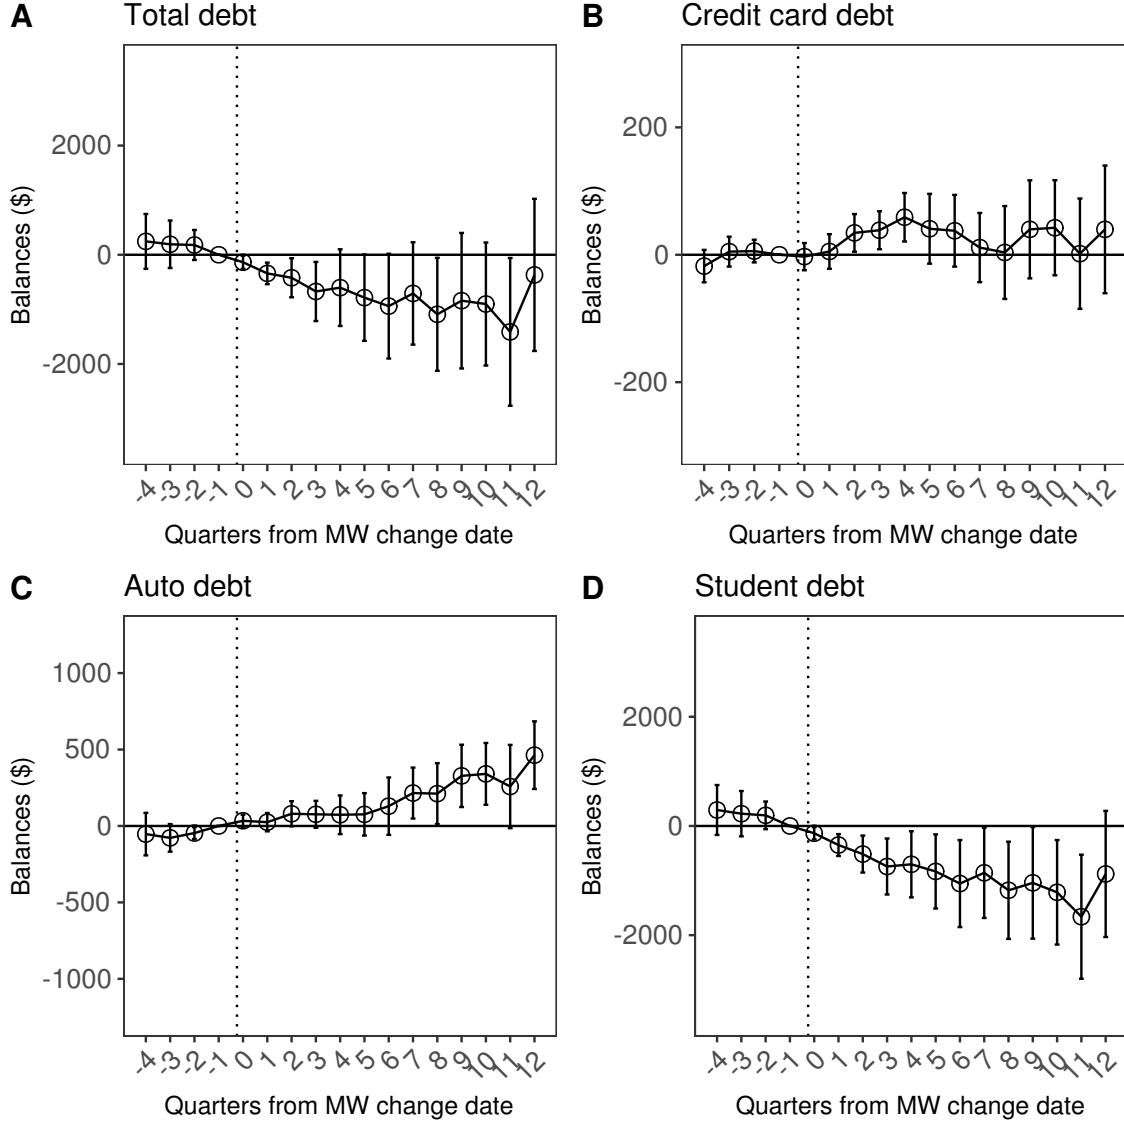 A Total debt
2000
0
-2000
Balances ($)
-4 -3 -2 -1 0 1 2 3 4 5 6 7 8 9 10 11 12
Quarters from MW change date
B Credit card debt
200
0
-200
Balances ($)
-4 -3 -2 -1 0 1 2 3 4 5 6 7 8 9 10 11 12
Quarters from MW change date
C Auto debt
1000
500
0
-500
-1000
Balances ($)
-4 -3 -2 -1 0 1 2 3 4 5 6 7 8 9 10 11 12
Quarters from MW change date
D Student debt
2000
0
-2000
Balances ($)
-4 -3 -2 -1 0 1 2 3 4 5 6 7 8 9 10 11 12
Quarters from MW change date